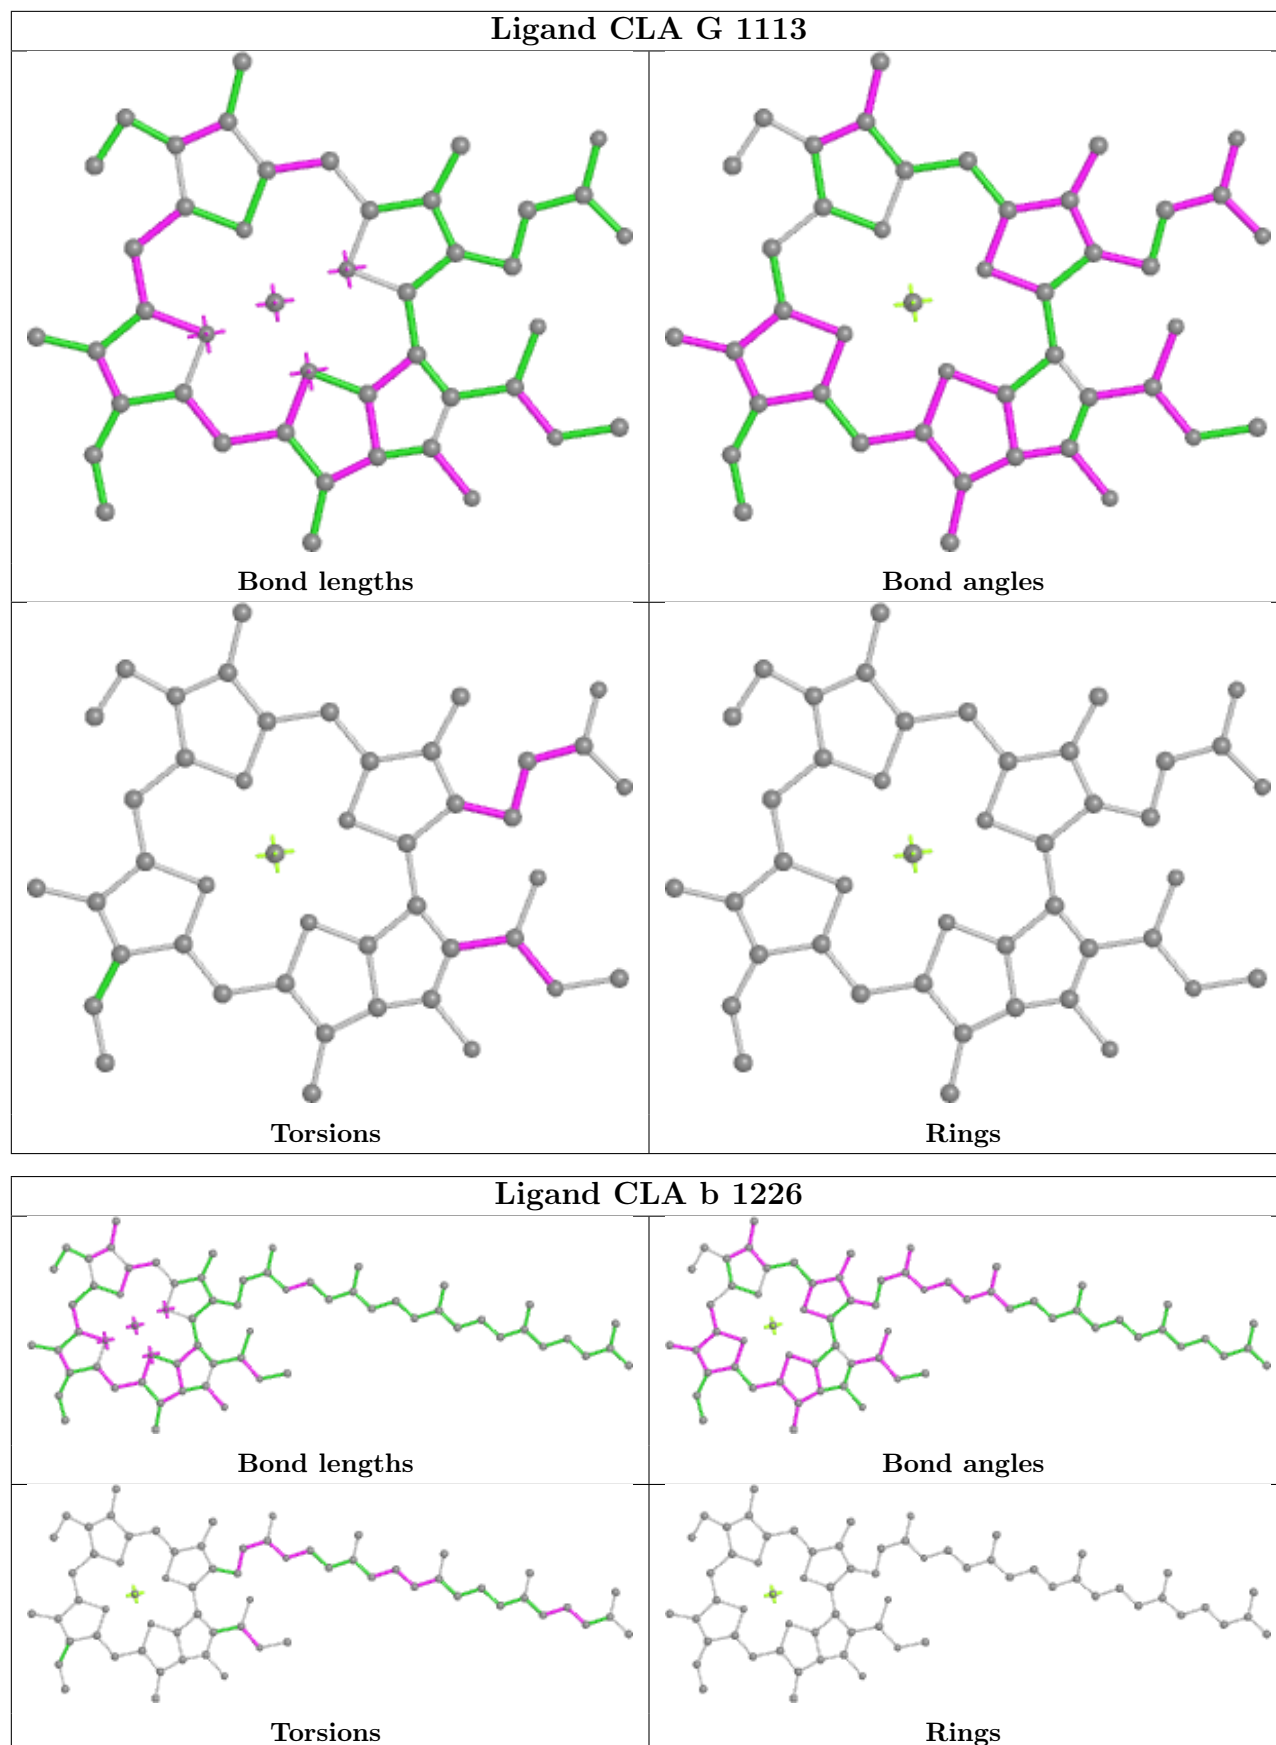 Ligand CLA G 1113
Bond lengths
Bond angles
Torsions
Rings
Ligand CLA b 1226
Bond lengths
Bond angles
Torsions
Rings